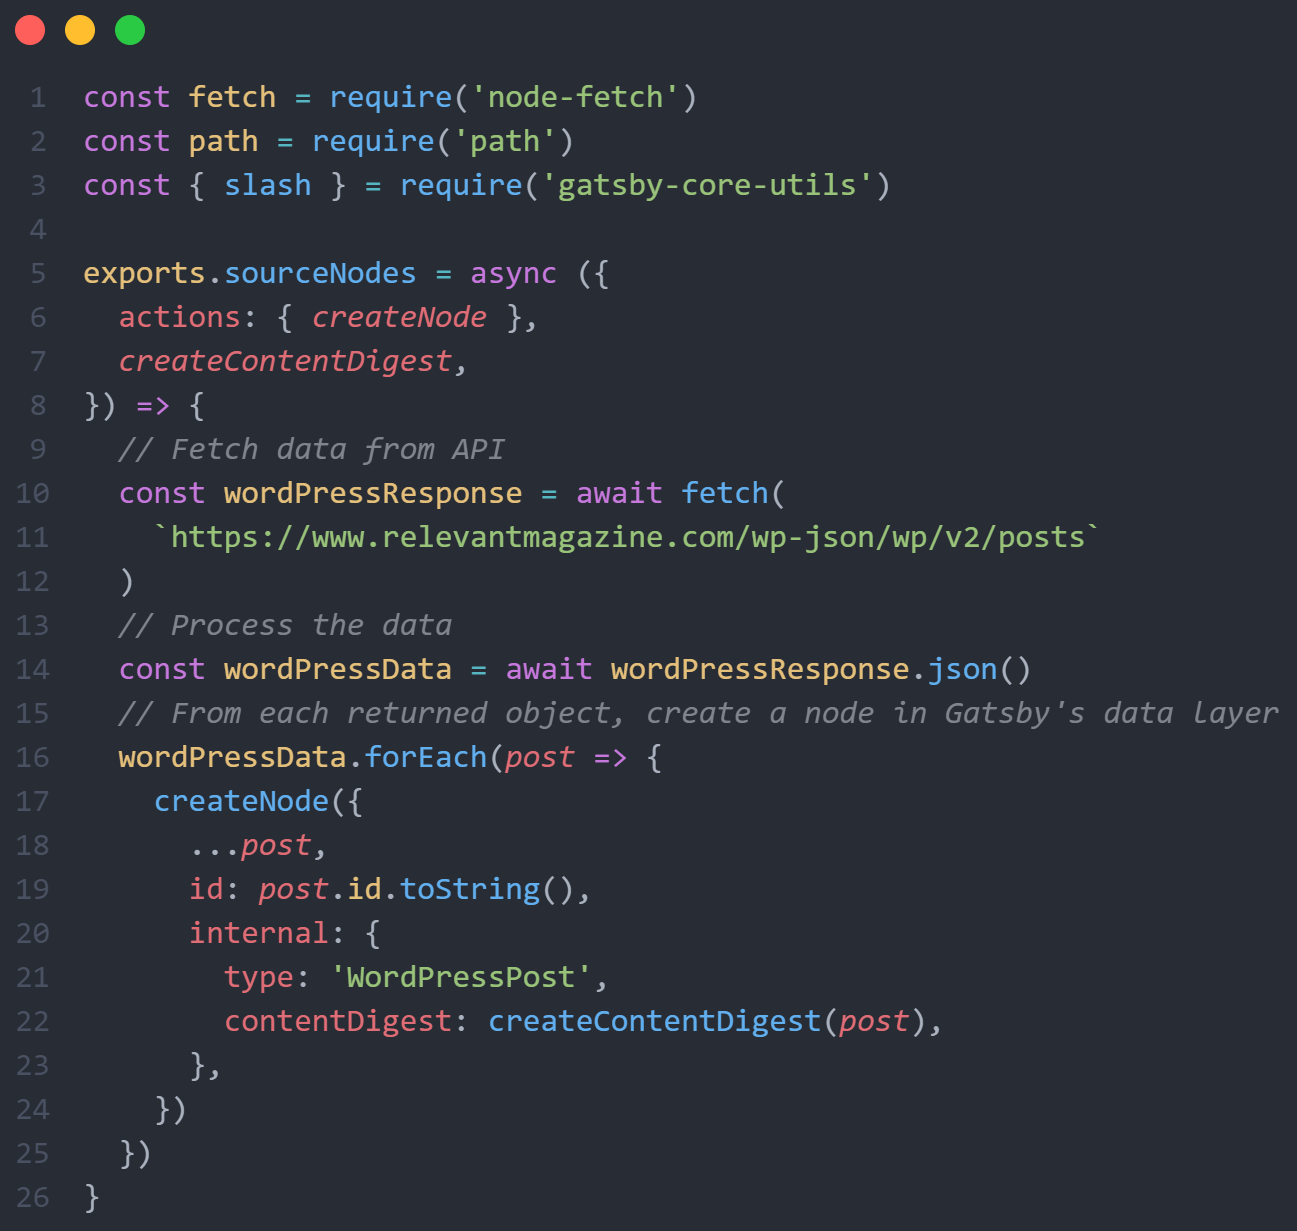 1 const fetch = require('node-fetch')
2 const path = require('path')
3 const { slash } = require('gatsby-core-utils')
4
5 exports.sourceNodes = async ({
6   actions: { createNode },
7   createContentDigest,
8 }) => {
9   // Fetch data from API
10   const wordPressResponse = await fetch(
11     `https://www.relevantmagazine.com/wp-json/wp/v2/posts`
12   )
13   // Process the data
14   const wordPressData = await wordPressResponse.json()
15   // From each returned object, create a node in Gatsby's data layer
16   wordPressData.forEach(post => {
17     createNode({
18       ...post,
19       id: post.id.toString(),
20       internal: {
21         type: 'WordPressPost',
22         contentDigest: createContentDigest(post),
23       },
24     })
25   })
26 }